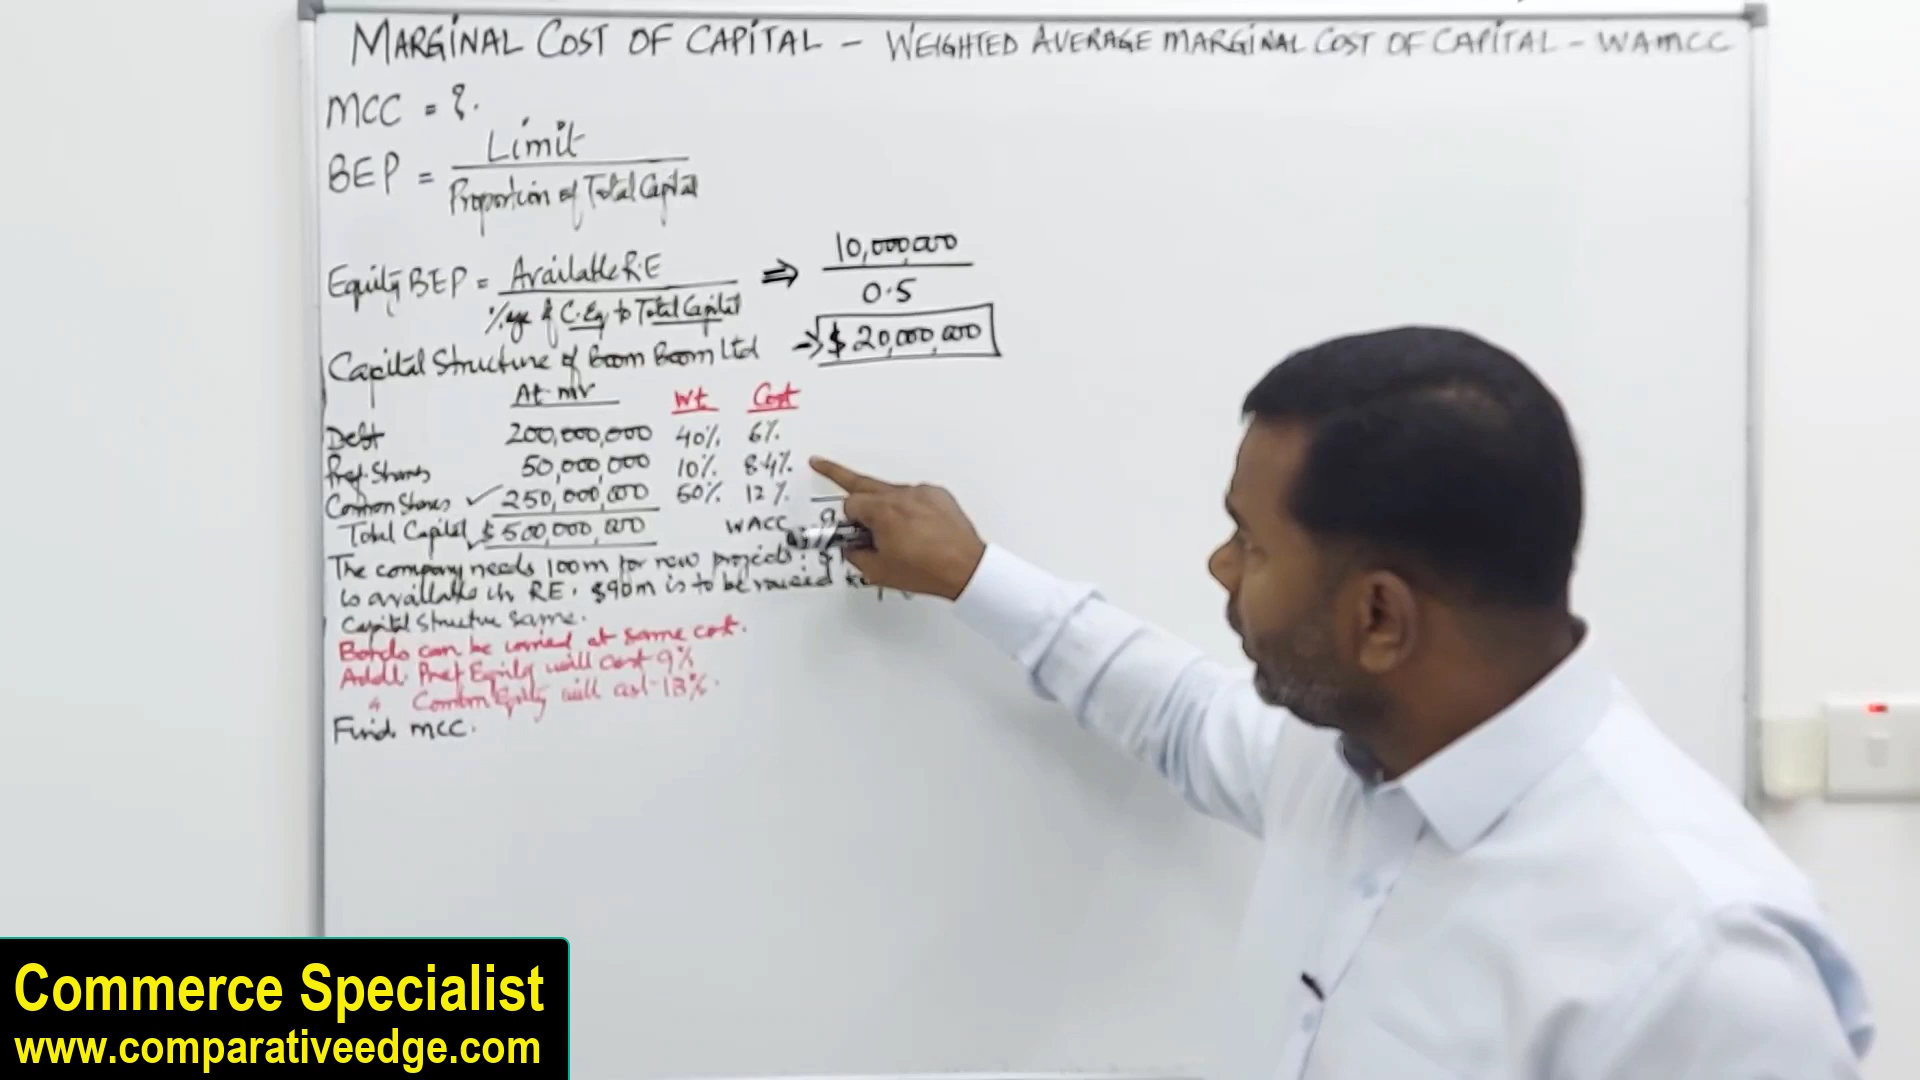 MARGINAL COST OF CAPITAL - WEIGHTED AVERAGE MARGINAL COST OF CAPITAL - WAMCC
MCC = ?.
BEP = Limit
Proportion of Total Capital
Equity BEP = Available R.E ⇒ 10,000,000
%age of C.Eq to Total Capital 0.5
Capital Structure of Boom Boom Ltd → $ 20,000,000
At mv Wt Cost
Debt 200,000,000 40% 6%
Pref. Shares 50,000,000 10% 8.4%
Common Shares ✓ 250,000,000 50% 12%
Total Capital $ 500,000,000 WACC 9
The company needs 100m for new projects. $
is available in RE. $90m is to be raised
Capital Structure same.
Bonds can be issued at same cost.
Addl. Pref Equity will cost 9%
" Common Equity will cost 13%.
Find MCC.
Commerce Specialist
www.comparativeedge.com